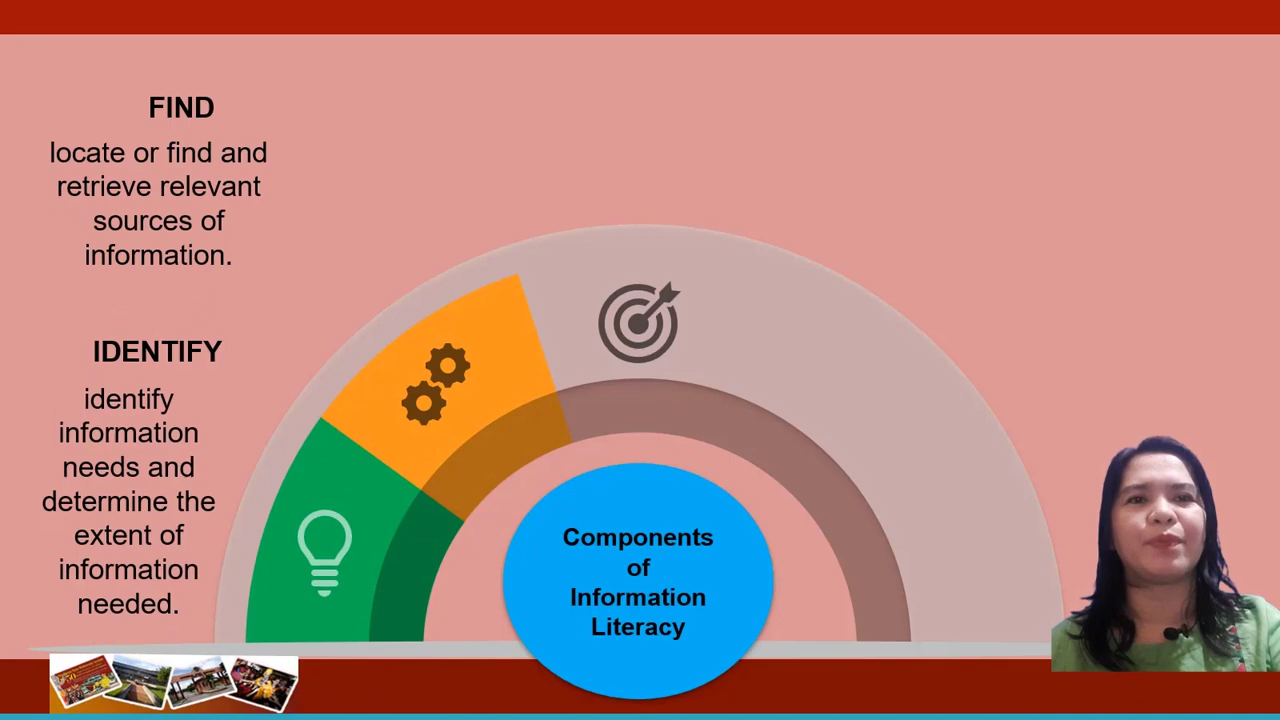 FIND
locate or find and
retrieve relevant
sources of
information.
IDENTIFY
identify
information
needs and
determine the
extent of
information
needed.
Components
of
Information
Literacy